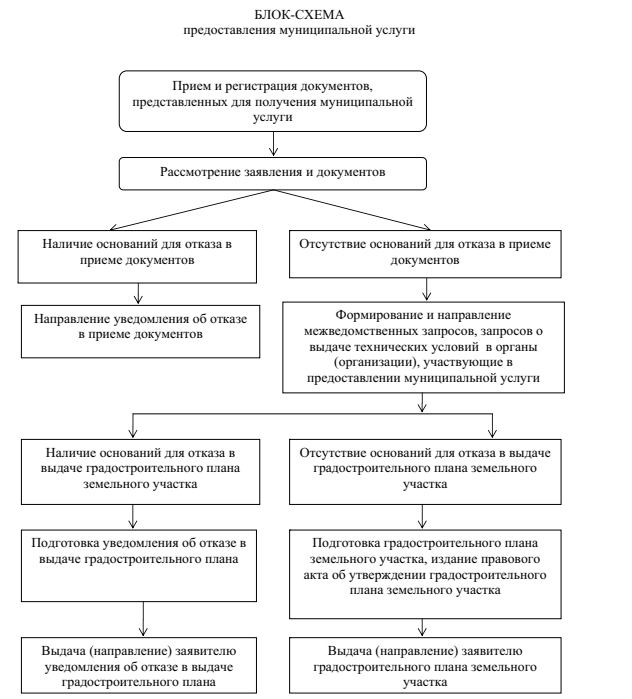 БЛОК-СХЕМА
предоставления муниципальной услуги
Прием и регистрация документов,
представленных для получения муниципальной
услуги
Рассмотрение заявления и документов
Наличие оснований для отказа в
приеме документов
Отсутствие оснований для отказа в приеме
документов
Направление уведомления об отказе
в приеме документов
Формирование и направление
межведомственных запросов, запросов о
выдаче технических условий в органы
(организации), участвующие в
предоставлении муниципальной услуги
Наличие оснований для отказа в
выдаче градостроительного плана
земельного участка
Отсутствие оснований для отказа в выдаче
градостроительного плана земельного
участка
Подготовка уведомления об отказе в
выдаче градостроительного плана
Подготовка градостроительного плана
земельного участка, издание правового
акта об утверждении градостроительного
плана земельного участка
Выдача (направление) заявителю
уведомления об отказе в выдаче
градостроительного плана
Выдача (направление) заявителю
градостроительного плана земельного
участка